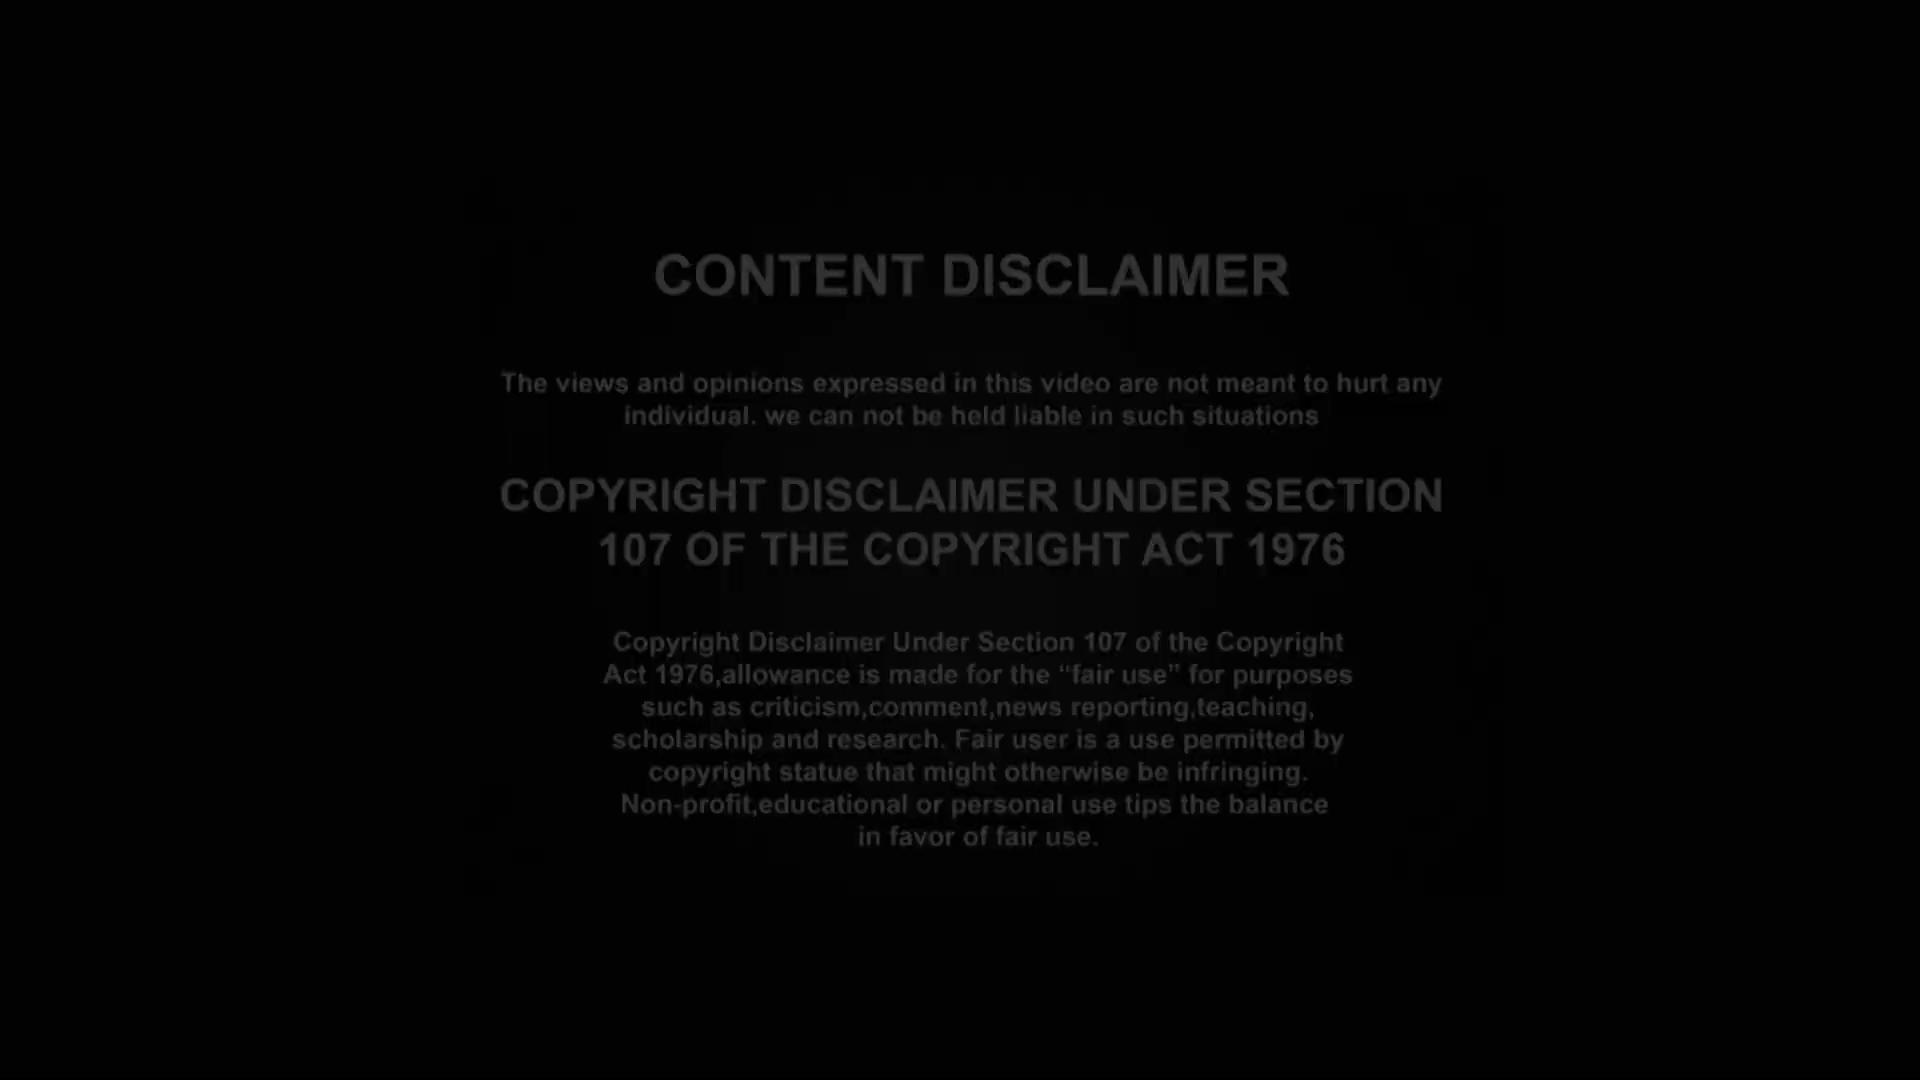 CONTENT DISCLAIMER
The views and opinions expressed in this video are not meant to hurt any
individual. we can not be held liable in such situations
COPYRIGHT DISCLAIMER UNDER SECTION
107 OF THE COPYRIGHT ACT 1976
Copyright Disclaimer Under Section 107 of the Copyright
Act 1976,allowance is made for the “fair use” for purposes
such as criticism,comment,news reporting,teaching,
scholarship and research. Fair user is a use permitted by
copyright statue that might otherwise be infringing.
Non-profit,educational or personal use tips the balance
in favor of fair use.